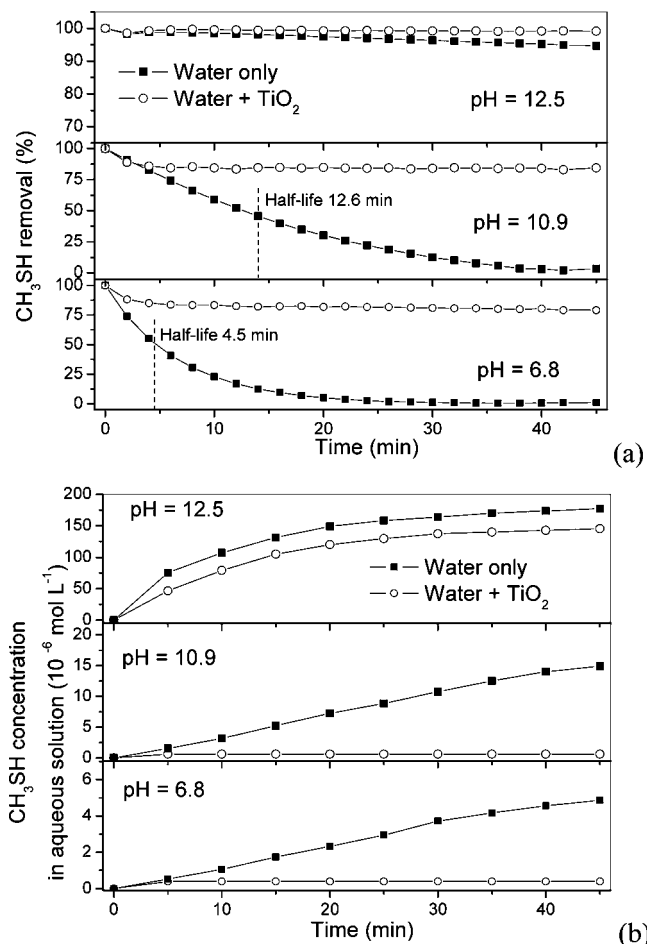 100
95
90
85
80
75
70
Water only
Water + TiO₂
pH = 12.5
100
75
50
25
0
Half-life 12.6 min
pH = 10.9
100
75
50
25
0
Half-life 4.5 min
pH = 6.8
CH₃SH removal (%)
0 10 20 30 40
Time (min)
(a)
200
150
100
50
0
pH = 12.5
Water only
Water + TiO₂
20
15
10
5
0
pH = 10.9
6
4
2
0
pH = 6.8
CH₃SH concentration
in aqueous solution (10⁻⁶ mol L⁻¹)
0 10 20 30 40
Time (min)
(b)